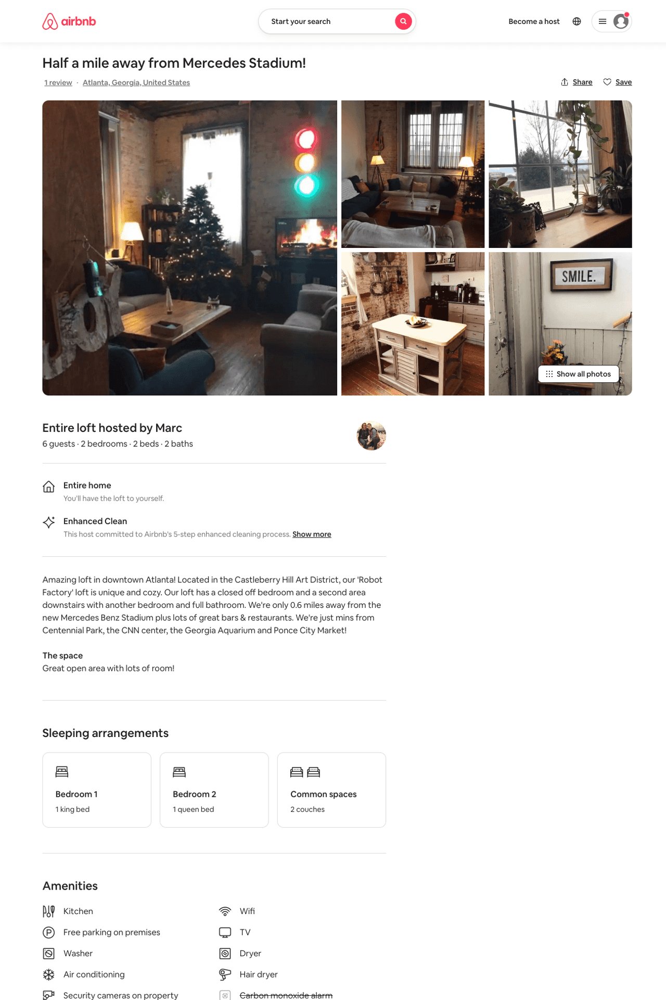 airbnb
Start your search
Become a host
Half a mile away from Mercedes Stadium!
1 review · Atlanta, Georgia, United States
Share
Save
SMILE.
Show all photos
Entire loft hosted by Marc
6 guests · 2 bedrooms · 2 beds · 2 baths
Entire home
You'll have the loft to yourself.
Enhanced Clean
This host committed to Airbnb's 5-step enhanced cleaning process. Show more
Amazing loft in downtown Atlanta! Located in the Castleberry Hill Art District, our 'Robot
Factory' loft is unique and cozy. Our loft has a closed off bedroom and a second area
downstairs with another bedroom and full bathroom. We're only 0.6 miles away from the
new Mercedes Benz Stadium plus lots of great bars & restaurants. We're just mins from
Centennial Park, the CNN center, the Georgia Aquarium and Ponce City Market!
The space
Great open area with lots of room!
Sleeping arrangements
Bedroom 1
1 king bed
Bedroom 2
1 queen bed
Common spaces
2 couches
Amenities
Kitchen
Wifi
Free parking on premises
TV
Washer
Dryer
Air conditioning
Hair dryer
Security cameras on property
Carbon monoxide alarm